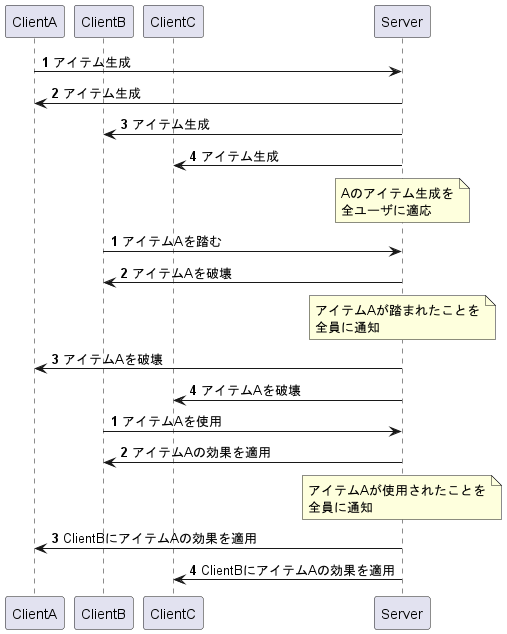 ClientA ClientB ClientC Server
1 アイテム生成
2 アイテム生成
3 アイテム生成
4 アイテム生成
Aのアイテム生成を
全ユーザに適応
1 アイテムAを踏む
2 アイテムAを破壊
アイテムAが踏まれたことを
全員に通知
3 アイテムAを破壊
4 アイテムAを破壊
1 アイテムAを使用
2 アイテムAの効果を適用
アイテムAが使用されたことを
全員に通知
3 ClientBにアイテムAの効果を適用
4 ClientBにアイテムAの効果を適用
ClientA ClientB ClientC Server